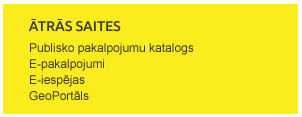 ĀTRĀS SAITES
Publisko pakalpojumu katalogs
E-pakalpojumi
E-iespējas
GeoPortāls